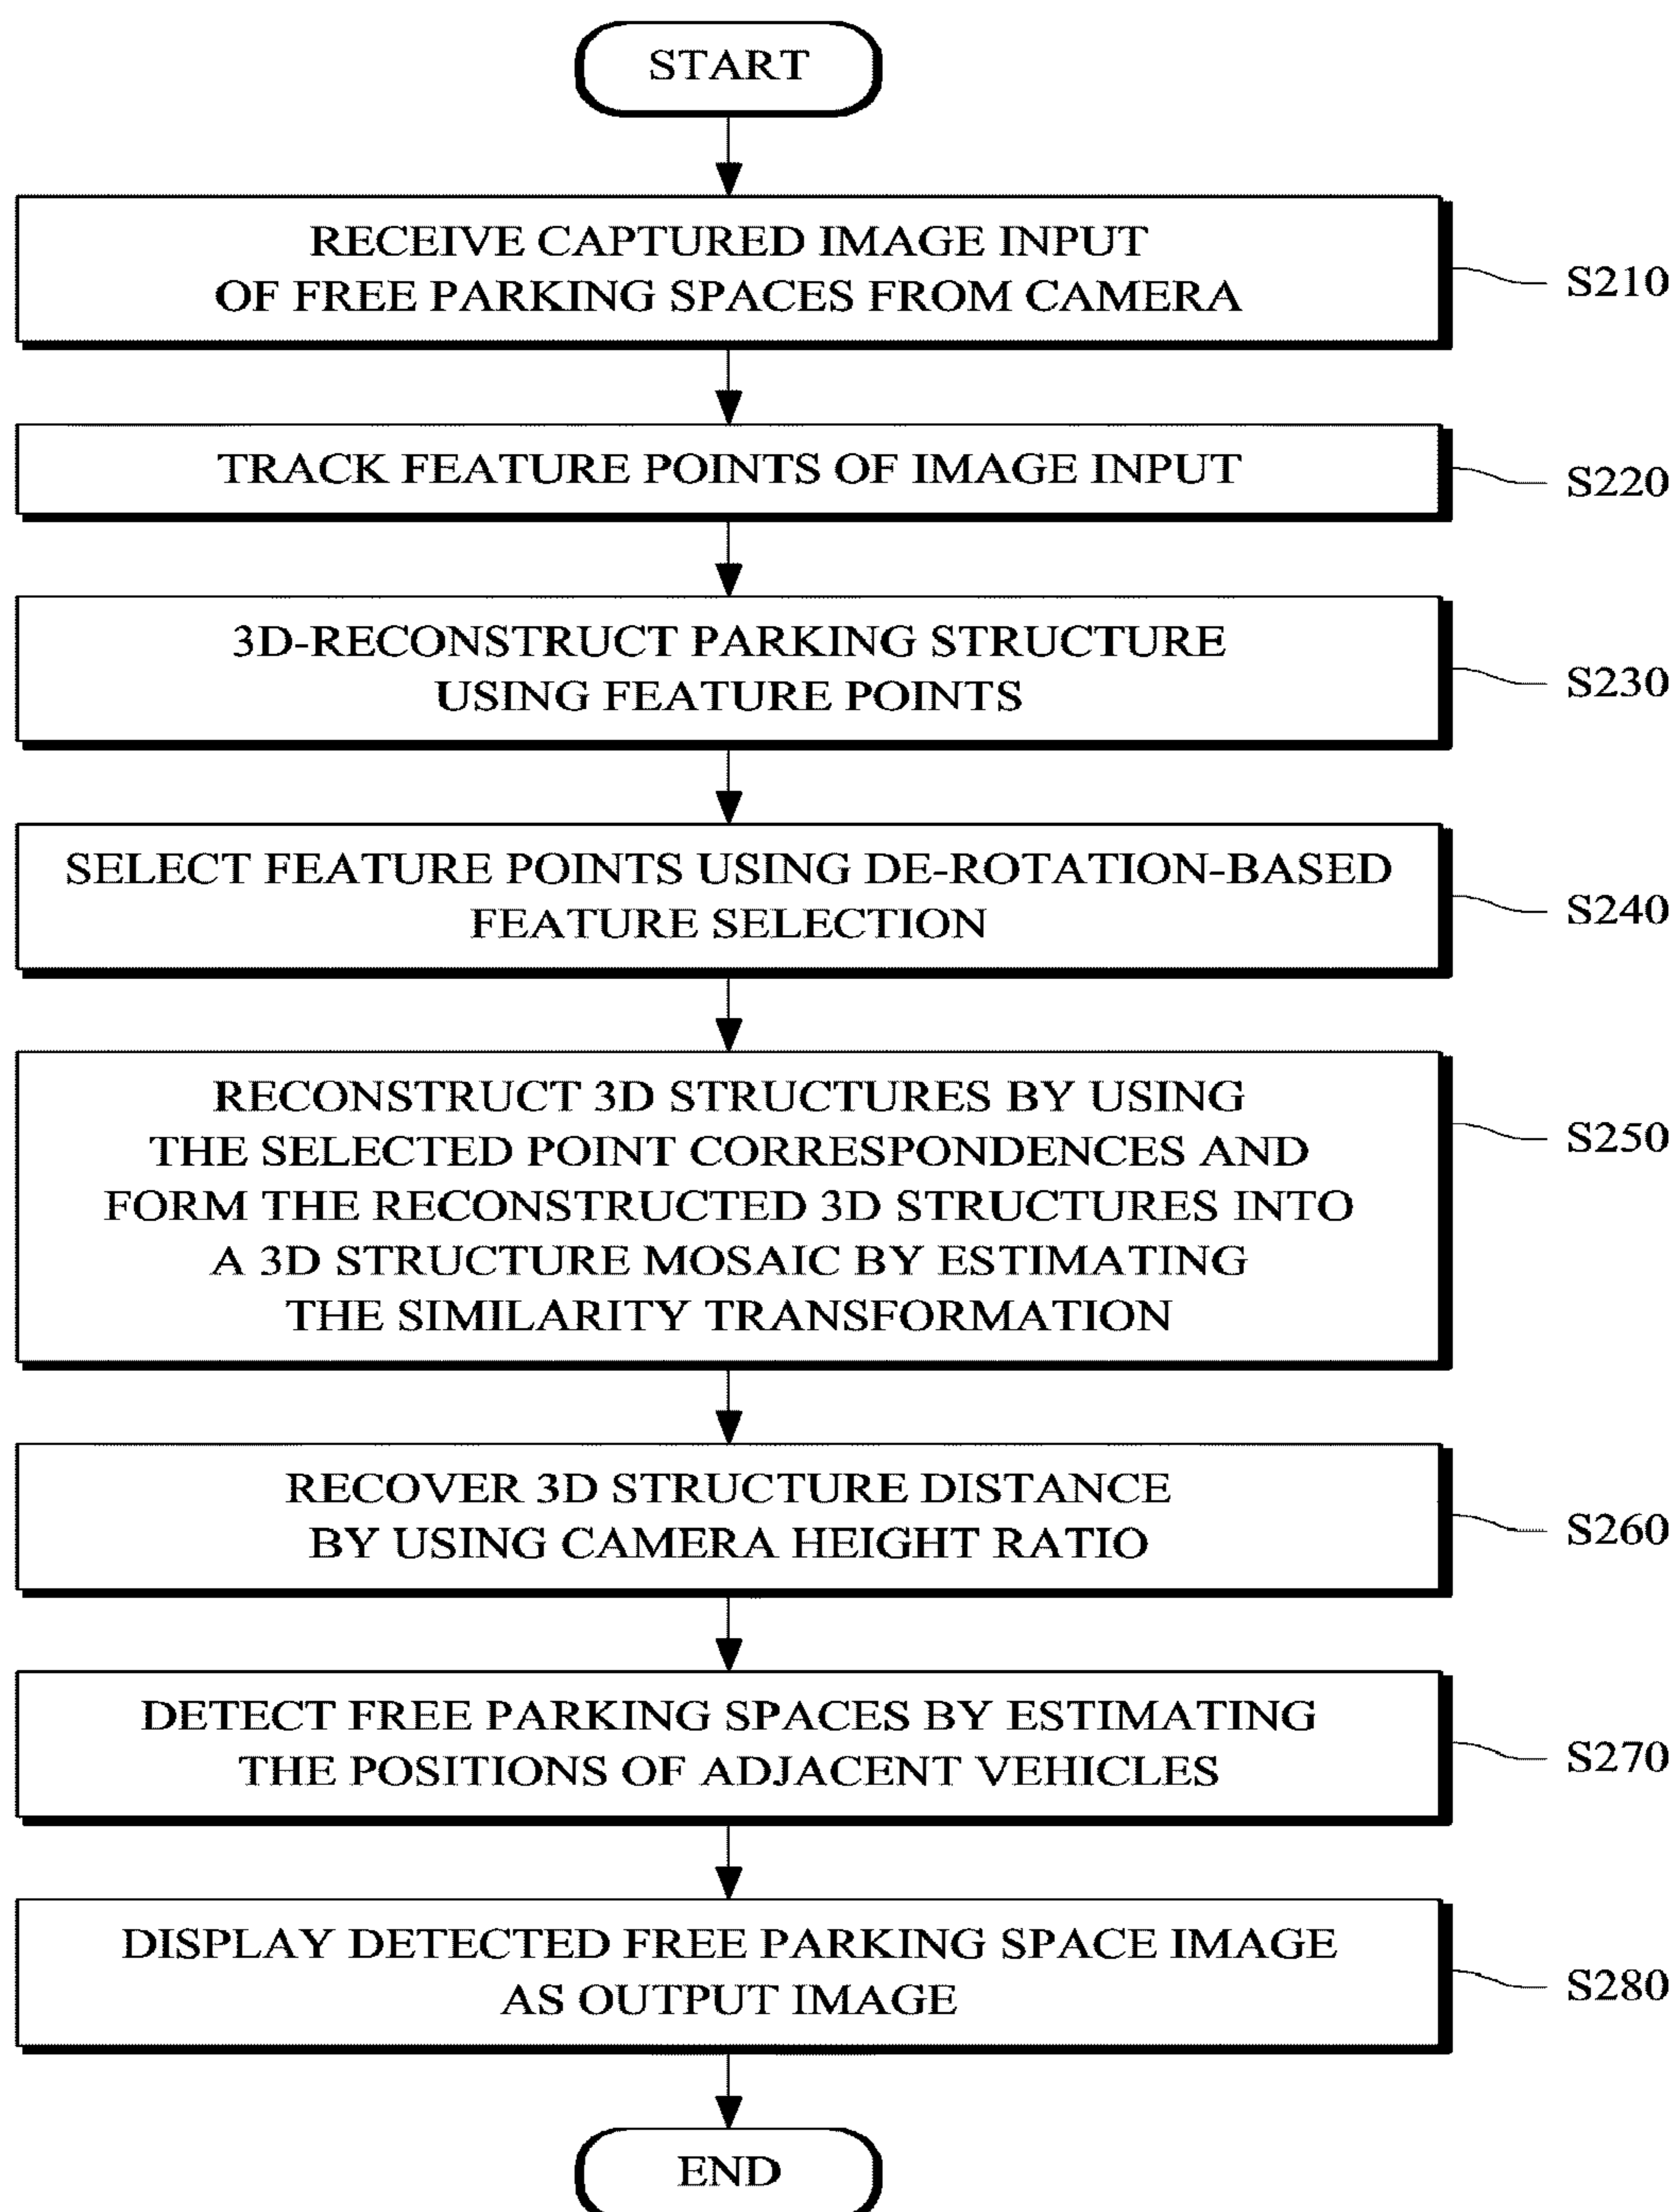 START
RECEIVE CAPTURED IMAGE INPUT
OF FREE PARKING SPACES FROM CAMERA
S210
TRACK FEATURE POINTS OF IMAGE INPUT
S220
3D-RECONSTRUCT PARKING STRUCTURE
USING FEATURE POINTS
S230
SELECT FEATURE POINTS USING DE-ROTATION-BASED
FEATURE SELECTION
S240
RECONSTRUCT 3D STRUCTURES BY USING
THE SELECTED POINT CORRESPONDENCES AND
FORM THE RECONSTRUCTED 3D STRUCTURES INTO
A 3D STRUCTURE MOSAIC BY ESTIMATING
THE SIMILARITY TRANSFORMATION
S250
RECOVER 3D STRUCTURE DISTANCE
BY USING CAMERA HEIGHT RATIO
S260
DETECT FREE PARKING SPACES BY ESTIMATING
THE POSITIONS OF ADJACENT VEHICLES
S270
DISPLAY DETECTED FREE PARKING SPACE IMAGE
AS OUTPUT IMAGE
S280
END